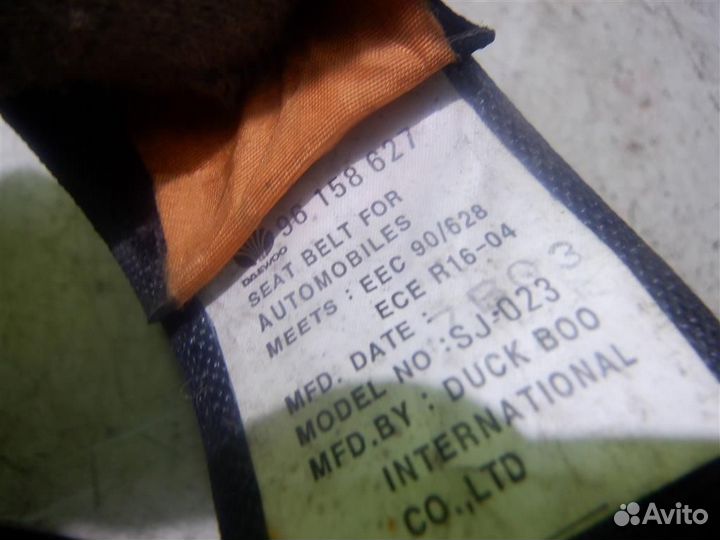 96 158 627
DAEWOO
SEAT BELT FOR
AUTOMOBILES
MEETS : EEC 90/628
ECE R16-04
MFD. DATE :
MODEL NO : SJ-023
MFD.BY : DUCK BOO
INTERNATIONAL
CO.,LTD
Avito